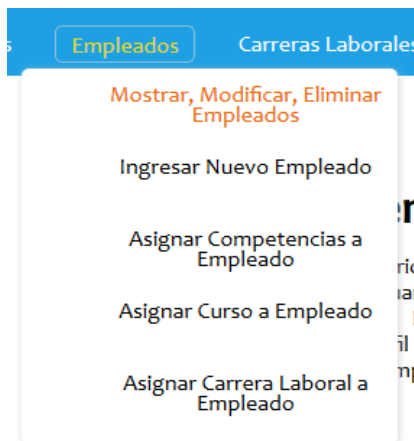 Empleados Carreras Laborales
Mostrar, Modificar, Eliminar
Empleados
Ingresar Nuevo Empleado
Asignar Competencias a
Empleado
Asignar Curso a Empleado
Asignar Carrera Laboral a
Empleado